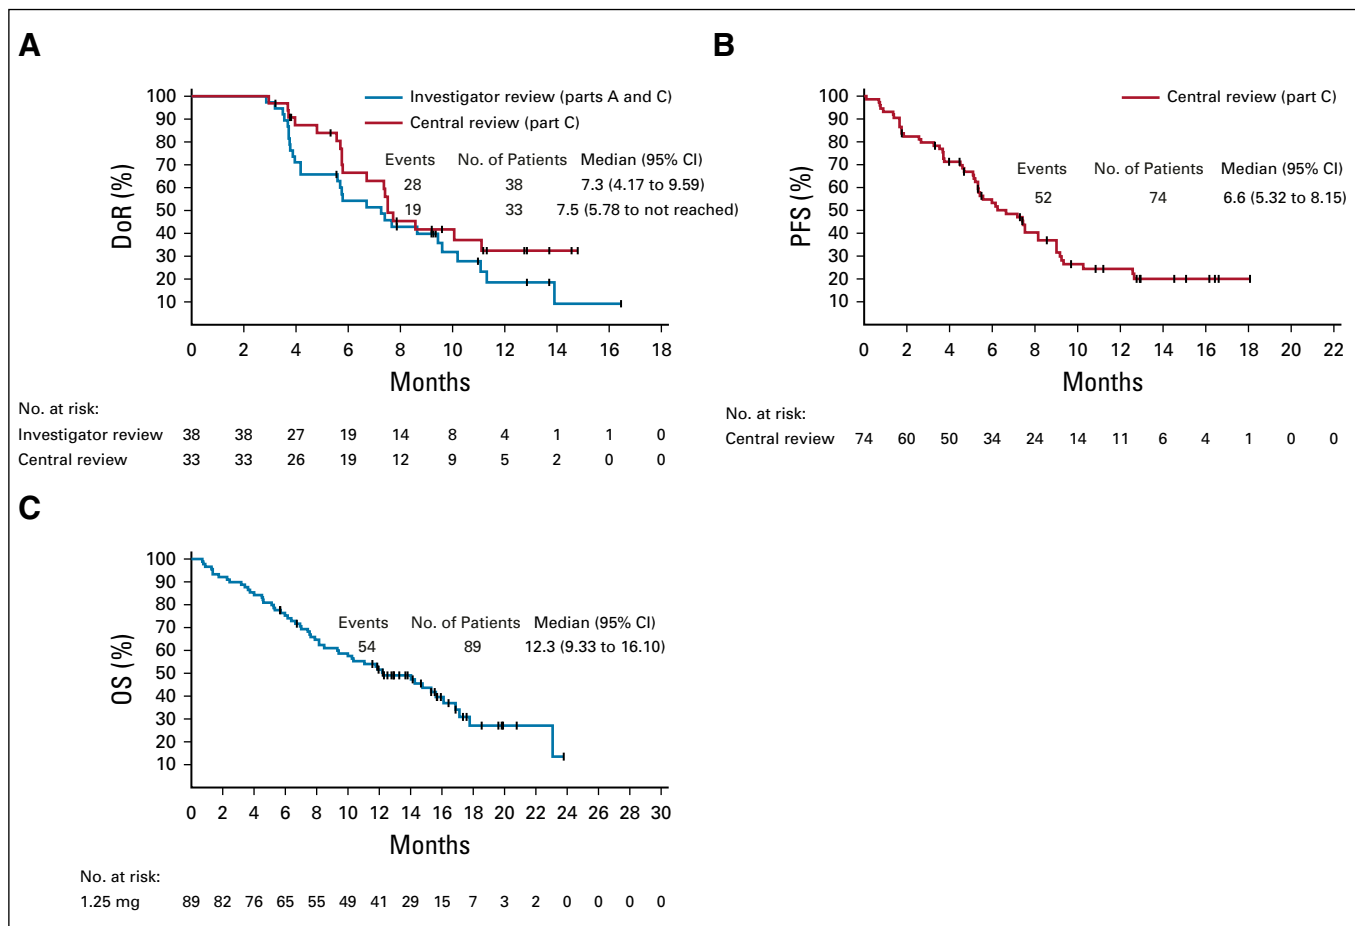 A
DoR (%)
100
90
80
70
60
50
40
30
20
10
Investigator review (parts A and C)
Central review (part C)
Events No. of Patients Median (95% CI)
28 38 7.3 (4.17 to 9.59)
19 33 7.5 (5.78 to not reached)
0 2 4 6 8 10 12 14 16 18
Months
No. at risk:
Investigator review 38 38 27 19 14 8 4 1 1 0
Central review 33 33 26 19 12 9 5 2 0 0
B
PFS (%)
100
90
80
70
60
50
40
30
20
10
Central review (part C)
Events No. of Patients Median (95% CI)
52 74 6.6 (5.32 to 8.15)
0 2 4 6 8 10 12 14 16 18 20 22
Months
No. at risk:
Central review 74 60 50 34 24 14 11 6 4 1 0 0
C
OS (%)
100
90
80
70
60
50
40
30
20
10
Events No. of Patients Median (95% CI)
54 89 12.3 (9.33 to 16.10)
0 2 4 6 8 10 12 14 16 18 20 22 24 26 28 30
Months
No. at risk:
1.25 mg 89 82 76 65 55 49 41 29 15 7 3 2 0 0 0 0